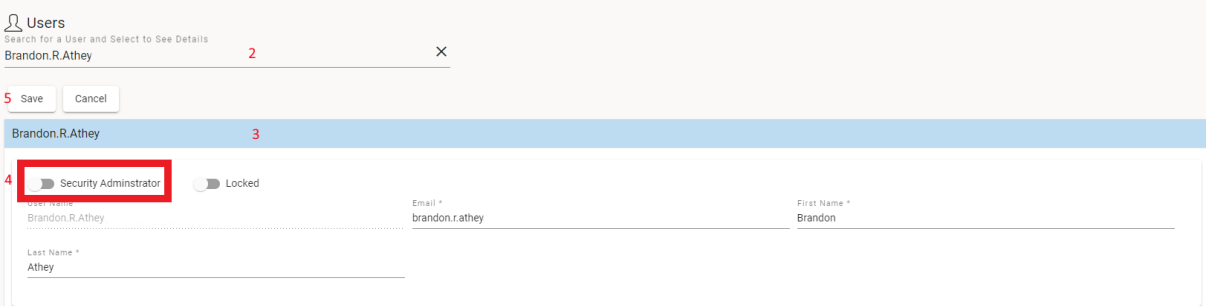 Users
Search for a User and Select to See Details
Brandon.R.Athey 2
5 Save Cancel
Brandon.R.Athey 3
4 Security Adminstrator Locked
User Name Email * First Name *
Brandon.R.Athey brandon.r.athey Brandon
Last Name *
Athey